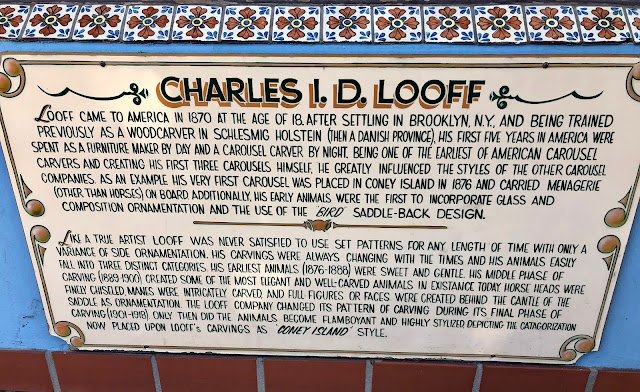 CHARLES I. D. LOOFF
LOOFF CAME TO AMERICA IN 1870 AT THE AGE OF 18. AFTER SETTLING IN BROOKLYN, N.Y., AND BEING TRAINED
PREVIOUSLY AS A WOODCARVER IN SCHLESMIG HOLSTEIN (THEN A DANISH PROVINCE), HIS FIRST FIVE YEARS IN AMERICA WERE
SPENT AS A FURNITURE MAKER BY DAY AND A CAROUSEL CARVER BY NIGHT. BEING ONE OF THE EARLIEST OF AMERICAN CAROUSEL
CARVERS AND CREATING HIS FIRST THREE CAROUSELS HIMSELF, HE GREATLY INFLUENCED THE STYLES OF THE OTHER CAROUSEL
COMPANIES. AS AN EXAMPLE HIS VERY FIRST CAROUSEL WAS PLACED IN CONEY ISLAND IN 1876 AND CARRIED MENAGERIE
(OTHER THAN HORSES) ON BOARD. ADDITIONALLY, HIS EARLY ANIMALS WERE THE FIRST TO INCORPORATE GLASS AND
COMPOSITION ORNAMENTATION AND THE USE OF THE 'BIRD' SADDLE-BACK DESIGN.
LIKE A TRUE ARTIST LOOFF WAS NEVER SATISFIED TO USE SET PATTERNS FOR ANY LENGTH OF TIME WITH ONLY A
VARIANCE OF SIDE ORNAMENTATION. HIS CARVINGS WERE ALWAYS CHANGING WITH THE TIMES AND HIS ANIMALS EASILY
FALL INTO THREE DISTINCT CATEGORIES. HIS EARLIEST ANIMALS (1876-1888) WERE SWEET AND GENTLE. HIS MIDDLE PHASE OF
CARVING (1889-1900) CREATED SOME OF THE MOST ELEGANT AND WELL-CARVED ANIMALS IN EXISTANCE TODAY. HORSE HEADS WERE
FINELY CHISELED, MANES WERE INTRICATELY CARVED, AND FULL FIGURES OR FACES WERE CREATED BEHIND THE CANTLE OF THE
SADDLE AS ORNAMENTATION. THE LOOFF COMPANY CHANGED ITS PATTERN OF CARVING DURING ITS FINAL PHASE OF
CARVING (1901-1918). ONLY THEN DID THE ANIMALS BECOME FLAMBOYANT AND HIGHLY STYLIZED DEPICTING THE CATAGORIZATION
NOW PLACED UPON LOOFF'S CARVINGS AS 'CONEY ISLAND' STYLE.